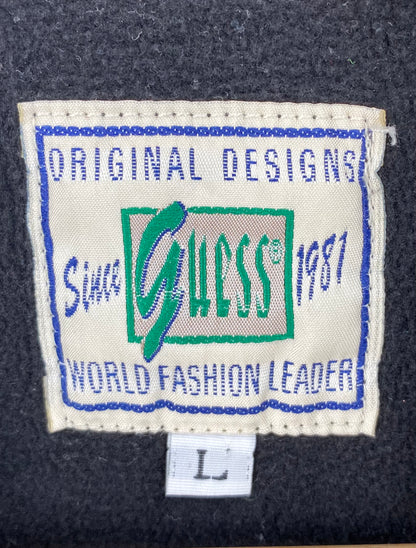 ORIGINAL DESIGNS
Since Guess® 1981
WORLD FASHION LEADER
L